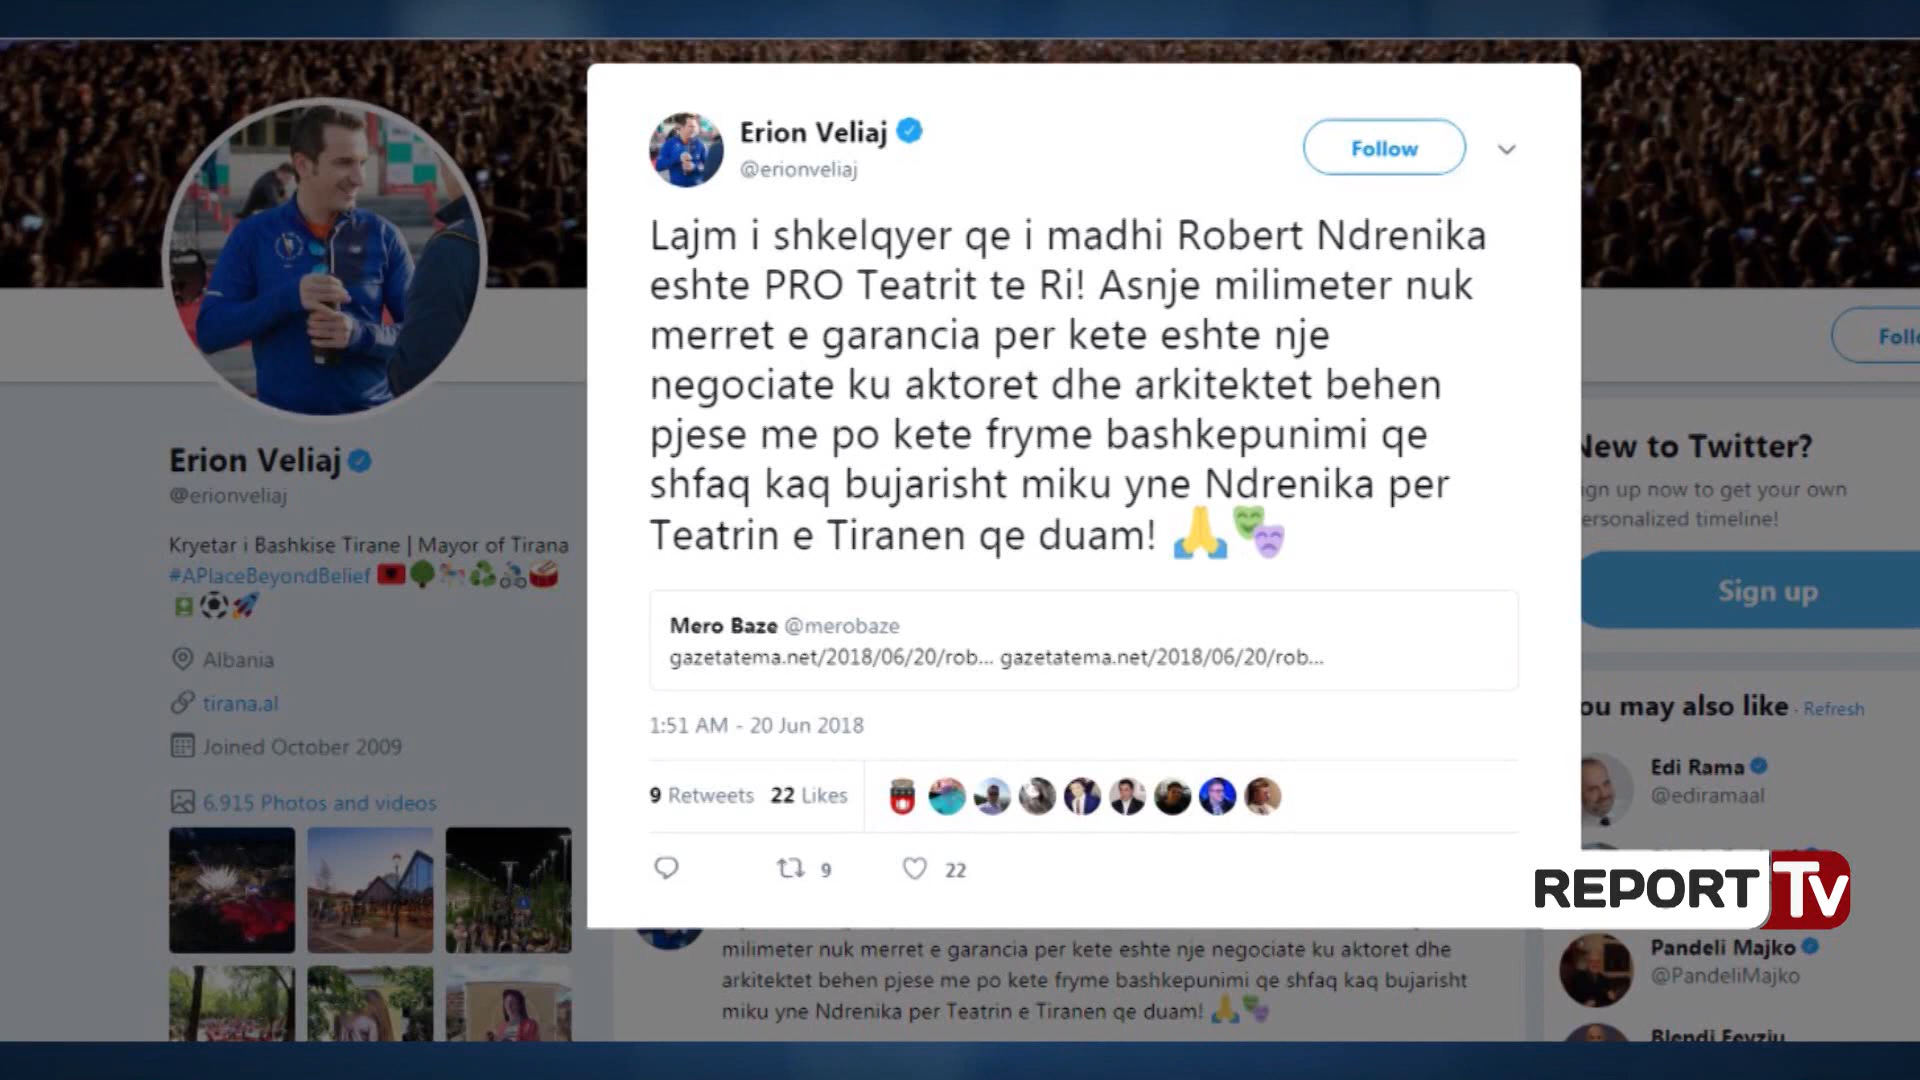 Erion Veliaj
@erionveliaj
Follow
Lajm i shkelqyer qe i madhi Robert Ndrenika
eshte PRO Teatrit te Ri! Asnje milimeter nuk
merret e garancia per kete eshte nje
negociate ku aktoret dhe arkitektet behen
pjese me po kete fryme bashkepunimi qe
shfaq kaq bujarisht miku yne Ndrenika per
Teatrin e Tiranen qe duam! 🙏🎭
Mero Baze @merobaze
gazetatema.net/2018/06/20/rob... gazetatema.net/2018/06/20/rob...
1:51 AM - 20 Jun 2018
9 Retweets 22 Likes
9 22
Erion Veliaj
@erionveliaj
Kryetar i Bashkise Tirane | Mayor of Tirana
#APlaceBeyondBelief
Albania
tirana.al
Joined October 2009
6,915 Photos and videos
milimeter nuk merret e garancia per kete eshte nje negociate ku aktoret dhe
arkitektet behen pjese me po kete fryme bashkepunimi qe shfaq kaq bujarisht
miku yne Ndrenika per Teatrin e Tiranen qe duam! 🙏🎭
Foll
New to Twitter?
ign up now to get your own
ersonalized timeline!
Sign up
ou may also like · Refresh
Edi Rama
@ediramaal
REPORT Tv
Pandeli Majko
@PandeliMajko
Blendi Fevziu